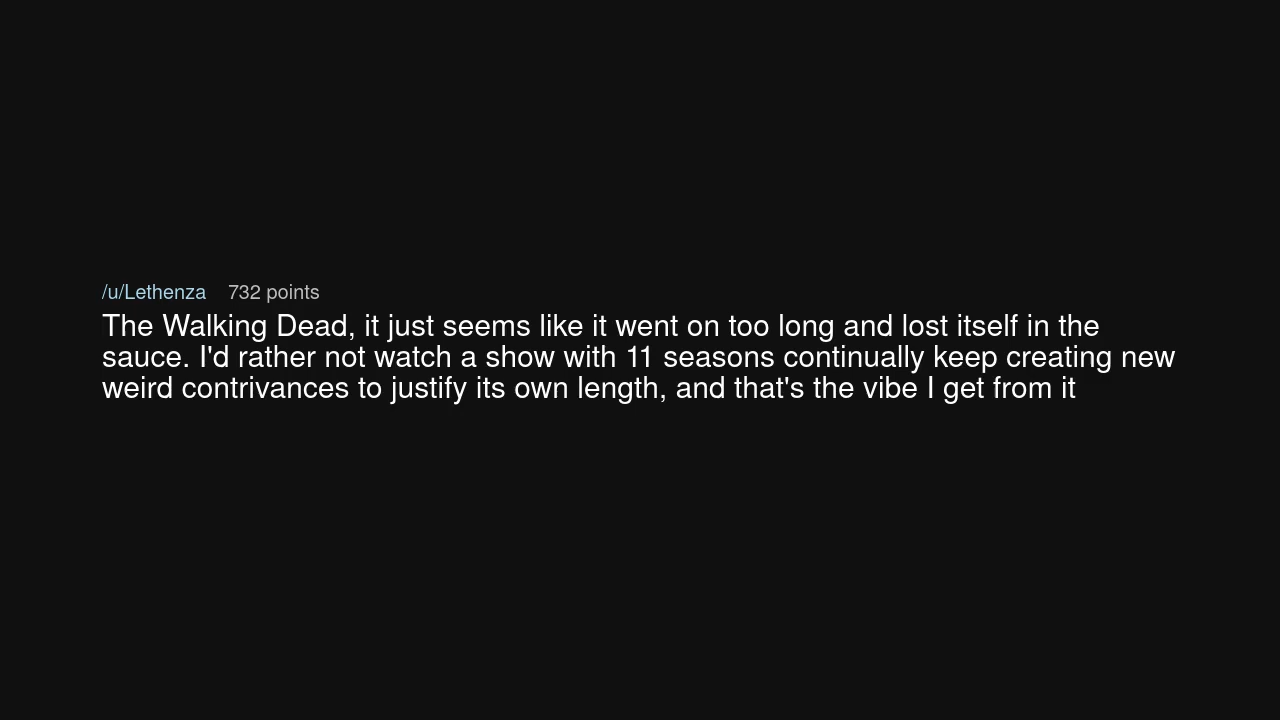 /u/Lethenza 732 points
The Walking Dead, it just seems like it went on too long and lost itself in the
sauce. I'd rather not watch a show with 11 seasons continually keep creating new
weird contrivances to justify its own length, and that's the vibe I get from it